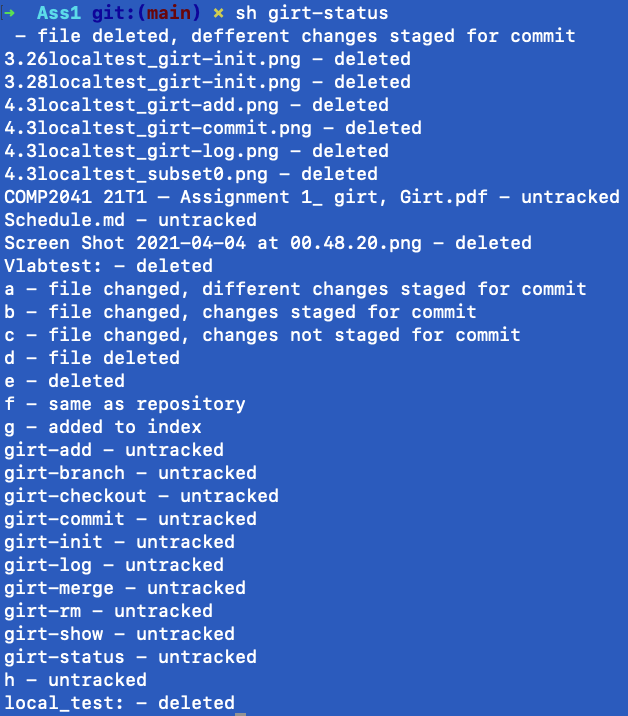 ➜  Ass1 git:(main) ✗ sh girt-status
 - file deleted, defferent changes staged for commit
3.26localtest_girt-init.png - deleted
3.28localtest_girt-init.png - deleted
4.3localtest_girt-add.png - deleted
4.3localtest_girt-commit.png - deleted
4.3localtest_girt-log.png - deleted
4.3localtest_subset0.png - deleted
COMP2041 21T1 — Assignment 1_ girt, Girt.pdf - untracked
Schedule.md - untracked
Screen Shot 2021-04-04 at 00.48.20.png - deleted
Vlabtest: - deleted
a - file changed, different changes staged for commit
b - file changed, changes staged for commit
c - file changed, changes not staged for commit
d - file deleted
e - deleted
f - same as repository
g - added to index
girt-add - untracked
girt-branch - untracked
girt-checkout - untracked
girt-commit - untracked
girt-init - untracked
girt-log - untracked
girt-merge - untracked
girt-rm - untracked
girt-show - untracked
girt-status - untracked
h - untracked
local_test: - deleted